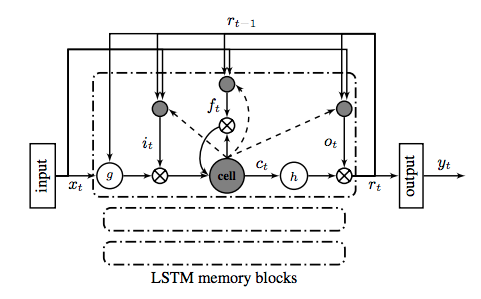 r_{t-1}
f_t
i_t
o_t
input
x_t
g
cell
c_t
h
r_t
output
y_t
LSTM memory blocks